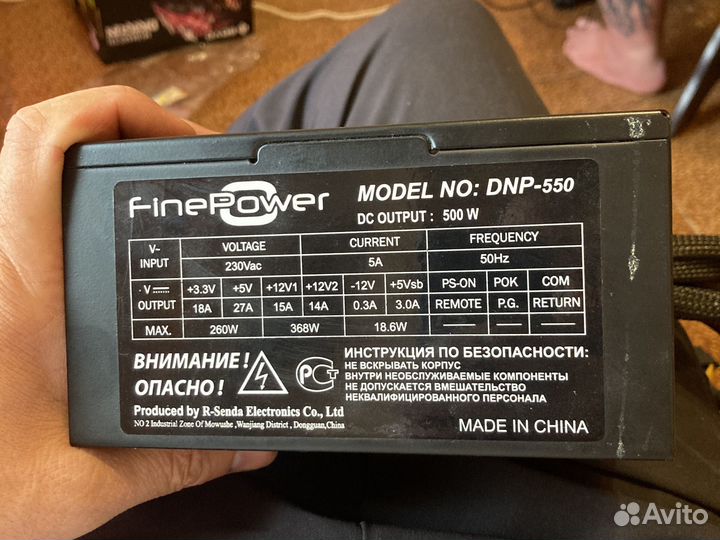 FinePower
MODEL NO: DNP-550
DC OUTPUT : 500 W
V~ INPUT VOLTAGE CURRENT FREQUENCY
230Vac 5A 50Hz
V OUTPUT +3.3V +5V +12V1 +12V2 -12V +5Vsb PS-ON POK COM
18A 27A 15A 14A 0.3A 3.0A REMOTE P.G. RETURN
MAX. 260W 368W 18.6W
ВНИМАНИЕ!
ОПАСНО!
РСТ
ИНСТРУКЦИЯ ПО БЕЗОПАСНОСТИ:
НЕ ВСКРЫВАТЬ КОРПУС
ВНУТРИ НЕОБСЛУЖИВАЕМЫЕ КОМПОНЕНТЫ
НЕ ДОПУСКАЕТСЯ ВМЕШАТЕЛЬСТВО
НЕКВАЛИФИЦИРОВАННОГО ПЕРСОНАЛА
Produced by R-Senda Electronics Co., Ltd
NO 2 Industrial Zone Of Mowushe, Wanjiang District , Dongguan,China
MADE IN CHINA
Avito